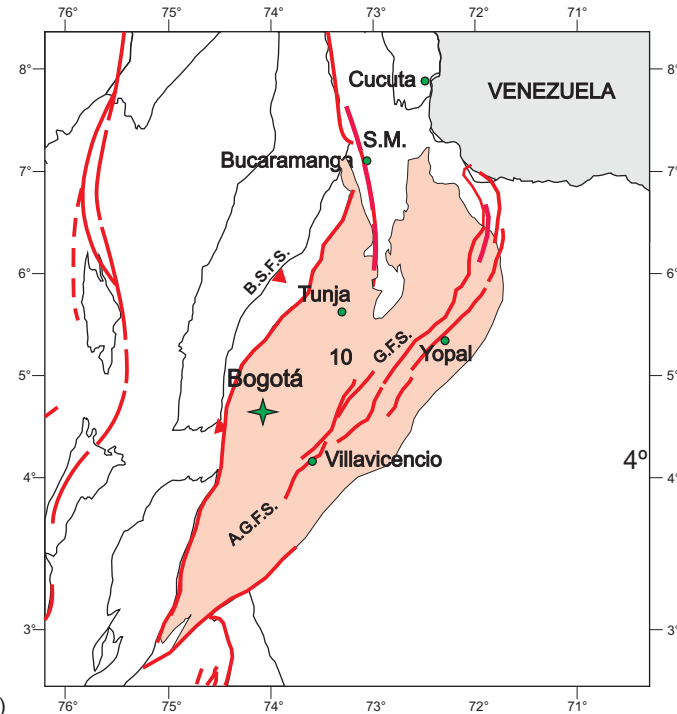 76° 75° 74° 73° 72° 71°
8° 8°
Cucuta
VENEZUELA
S.M.
7° Bucaramanga 7°
B.S.F.S.
6° 6°
Tunja
10 G.F.S. Yopal
5° 5°
Bogotá
Villavicencio 4°
4° 4°
A.G.F.S.
3° 3°
)
76° 75° 74° 73° 72° 71°